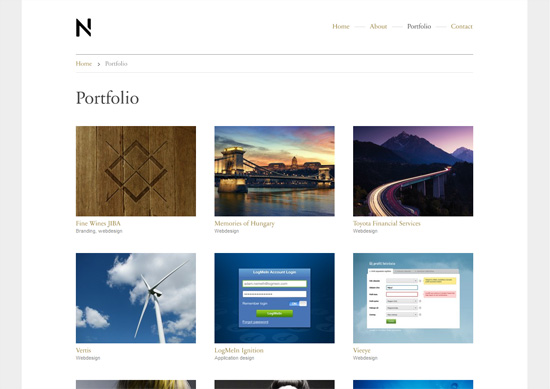 N
Home About Portfolio Contact
Home > Portfolio
Portfolio
Fine Wines JIBA
Branding, webdesign
Memories of Hungary
Webdesign
Toyota Financial Services
Webdesign
LogMeIn Account Login
Remember login
LogMeIn
Forgot password?
Vertis
Webdesign
LogMeIn Ignition
Application design
Vierye
Webdesign